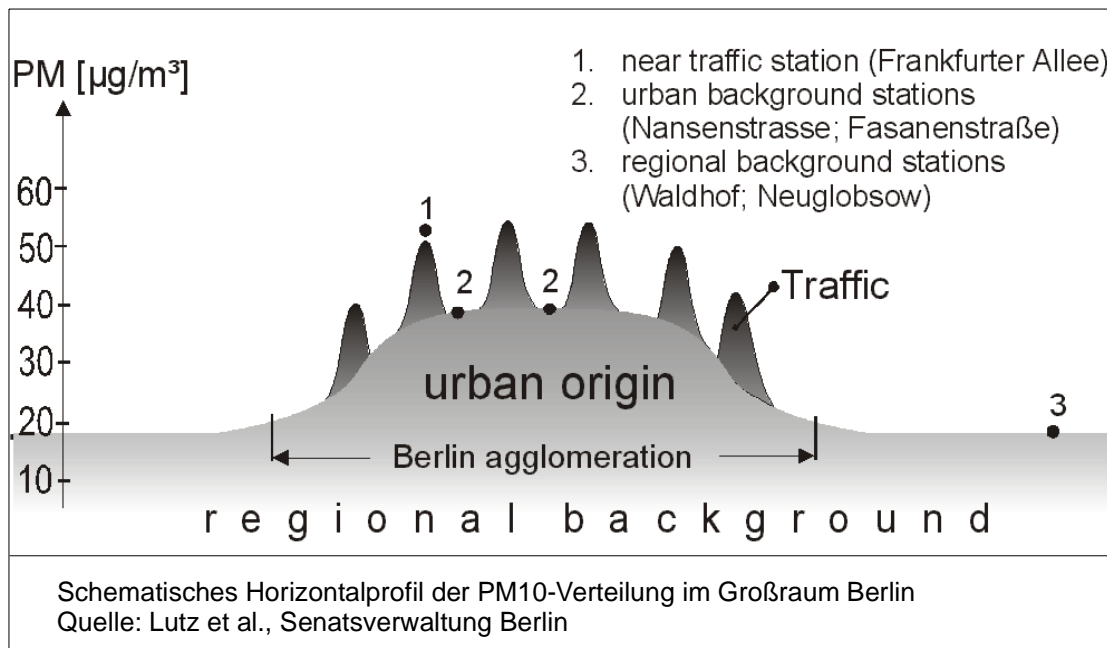 PM [µg/m³]
60
50
40
30
20
10
1. near traffic station (Frankfurter Allee)
2. urban background stations
(Nansenstrasse; Fasanenstraße)
3. regional background stations
(Waldhof; Neuglobsow)
1
2
2
Traffic
urban origin
3
Berlin agglomeration
regional background
Schematisches Horizontalprofil der PM10-Verteilung im Großraum Berlin
Quelle: Lutz et al., Senatsverwaltung Berlin